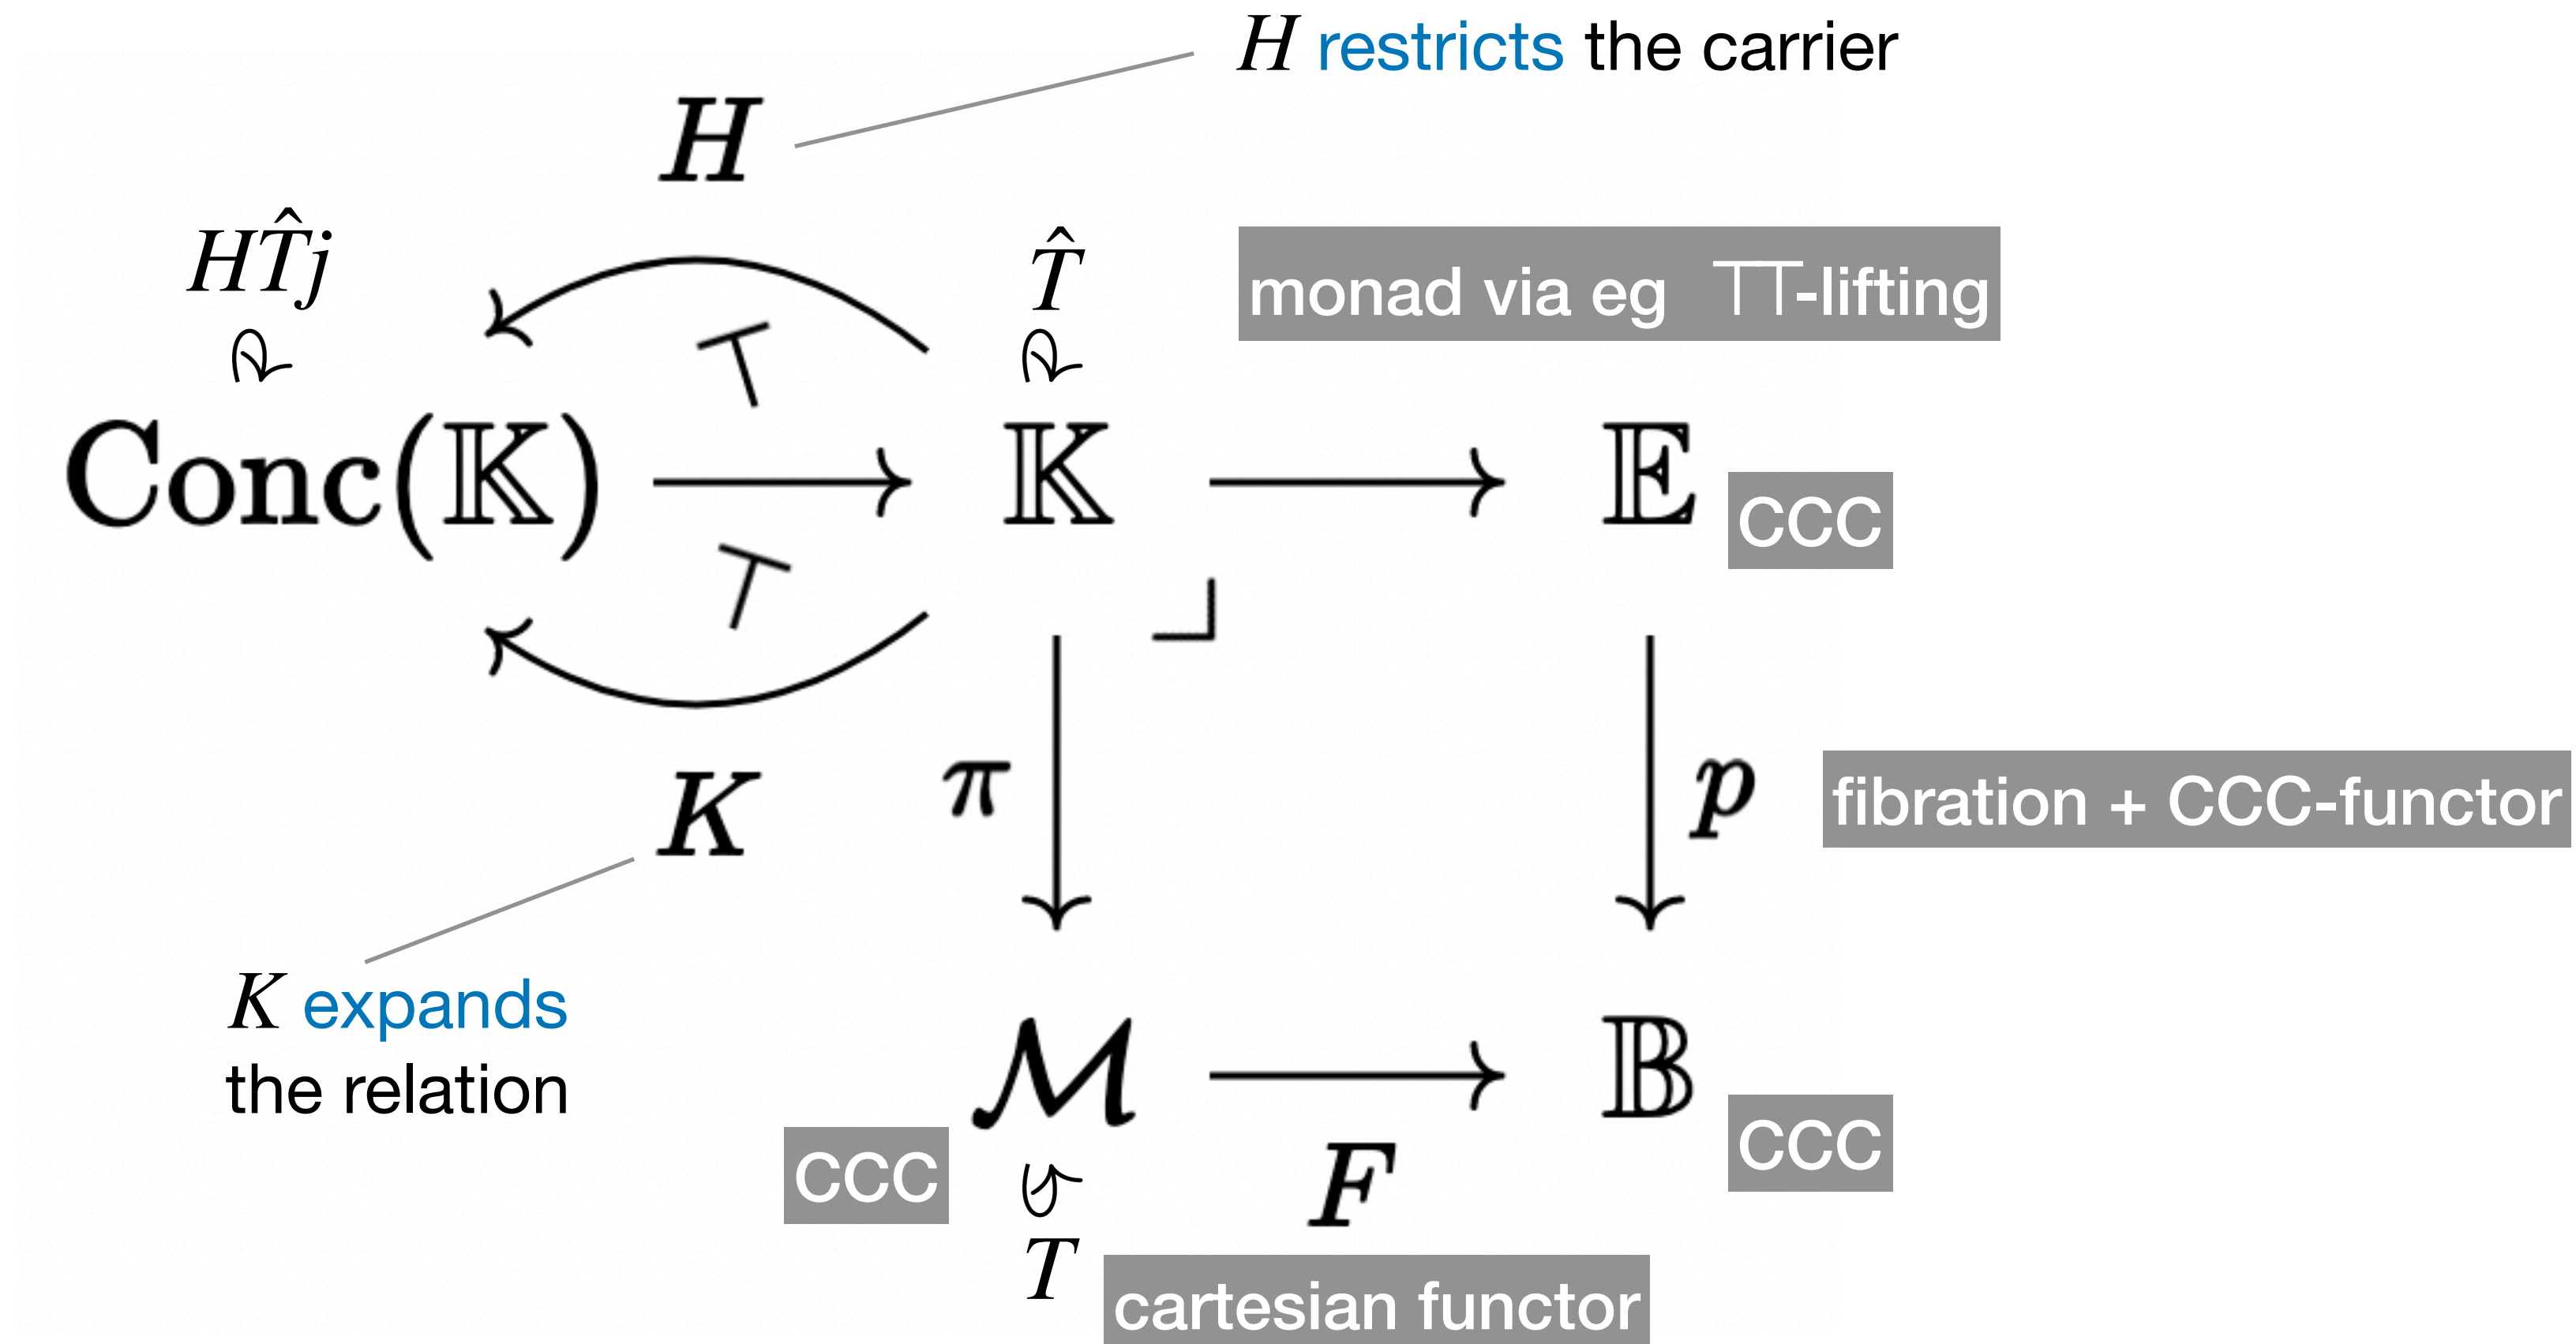 H restricts the carrier
H
HT̂j
T̂
monad via eg ⊤⊤-lifting
⊤
Conc(𝕂)
𝕂
𝔼
CCC
⊤
π
p
fibration + CCC-functor
K
K expands
the relation
ℳ
𝔹
CCC
CCC
F
T
cartesian functor